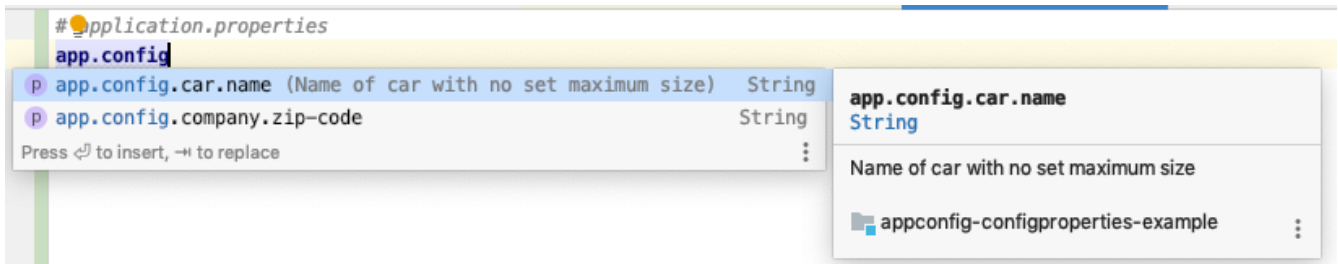 #application.properties
app.config
p app.config.car.name (Name of car with no set maximum size) String
p app.config.company.zip-code String
Press ⏎ to insert, ⇥ to replace
app.config.car.name
String
Name of car with no set maximum size
appconfig-configproperties-example